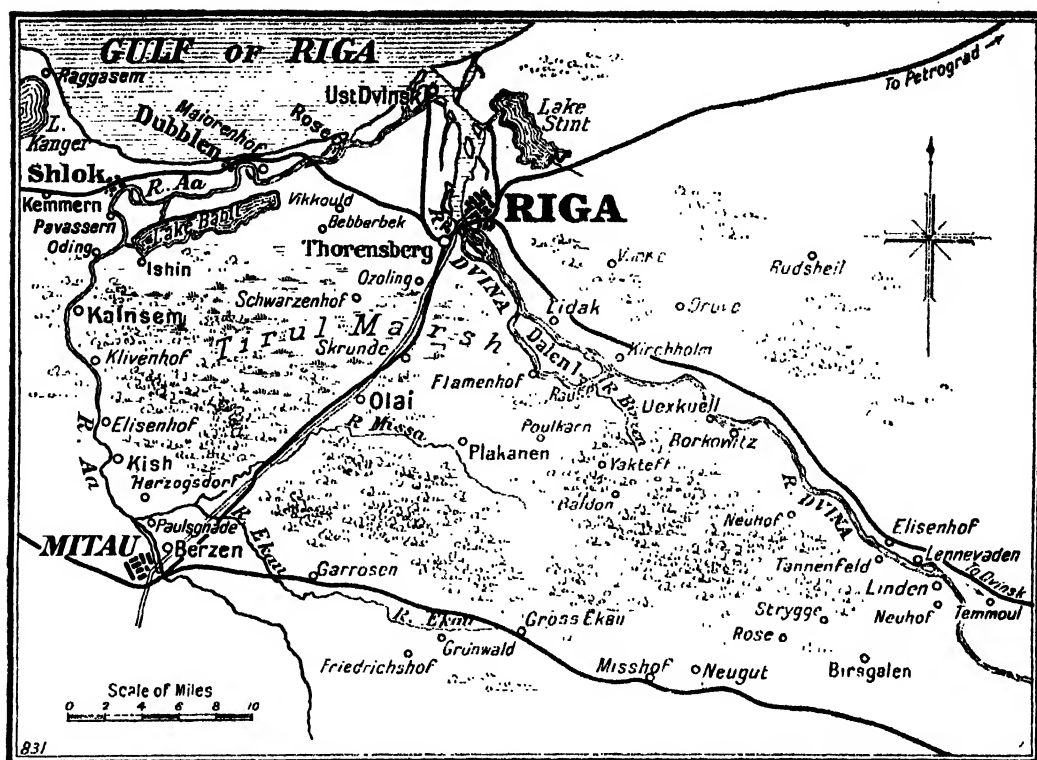 GULF OF RIGA
Raggasem
Ust Dvinsk
To Petrograd
Lake
Stint
L.
Kanger
Maiorenhof
Dubblen
Rose
Shlok
R. Aa
Kemmern
Pavassern
Oding
Lake Babit
Ishin
Vikkould
Bebberbek
Thorensberg
R.
RIGA
DVINA
Rudsheil
Ozoling
Schwarzenhof
Kalnsem
Tirul Marsh
Lidak
Skrunde
Dalen I.
Kirchholm
Klivenhof
Flamenhof
Olai
Uexkuell
Elisenhof
R. Missa
Poulkarn
Borkowitz
Plakanen
R. Aa
Kish
Herzogsdorf
Vakteft
Baldon
R. DVINA
Neuhof
Elisenhof
Paulsgnade
MITAU
Berzen
R. Ekau
Garrosen
Tannenfeld
Lennevaden
To Dvinsk
Linden
Neuhof
Temmoul
Strygge
R. Ekau
Gross Ekau
Rose
Grunwald
Friedrichshof
Misshof
Neugut
Birsgalen
Scale of Miles
0 2 4 6 8 10
831